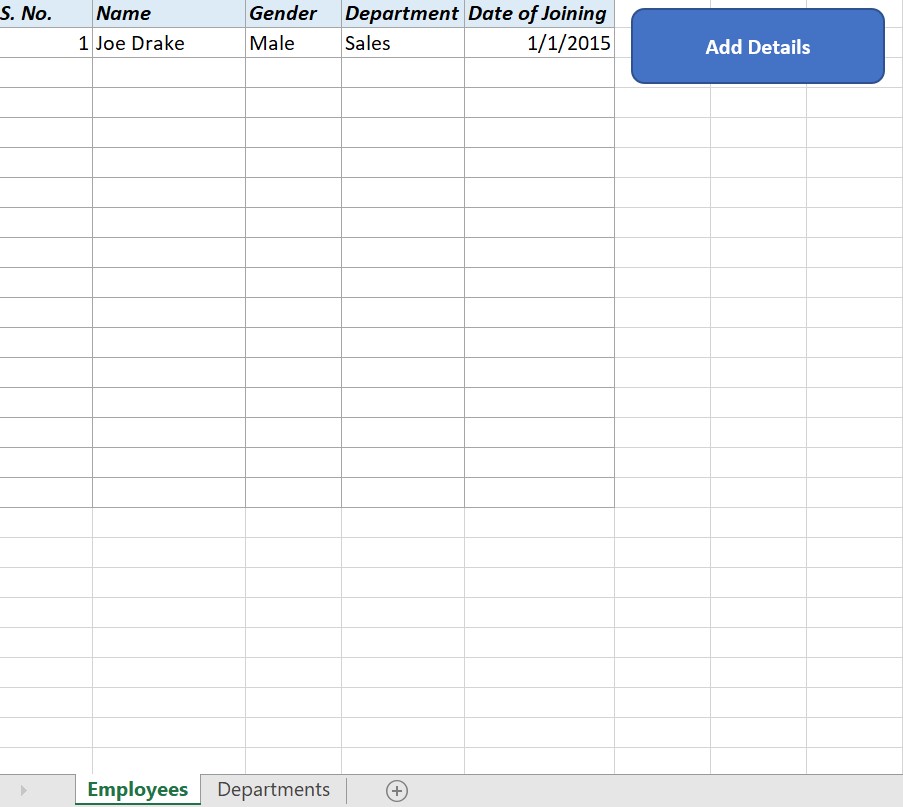 S. No. Name Gender Department Date of Joining
1 Joe Drake Male Sales 1/1/2015
Add Details
Employees Departments